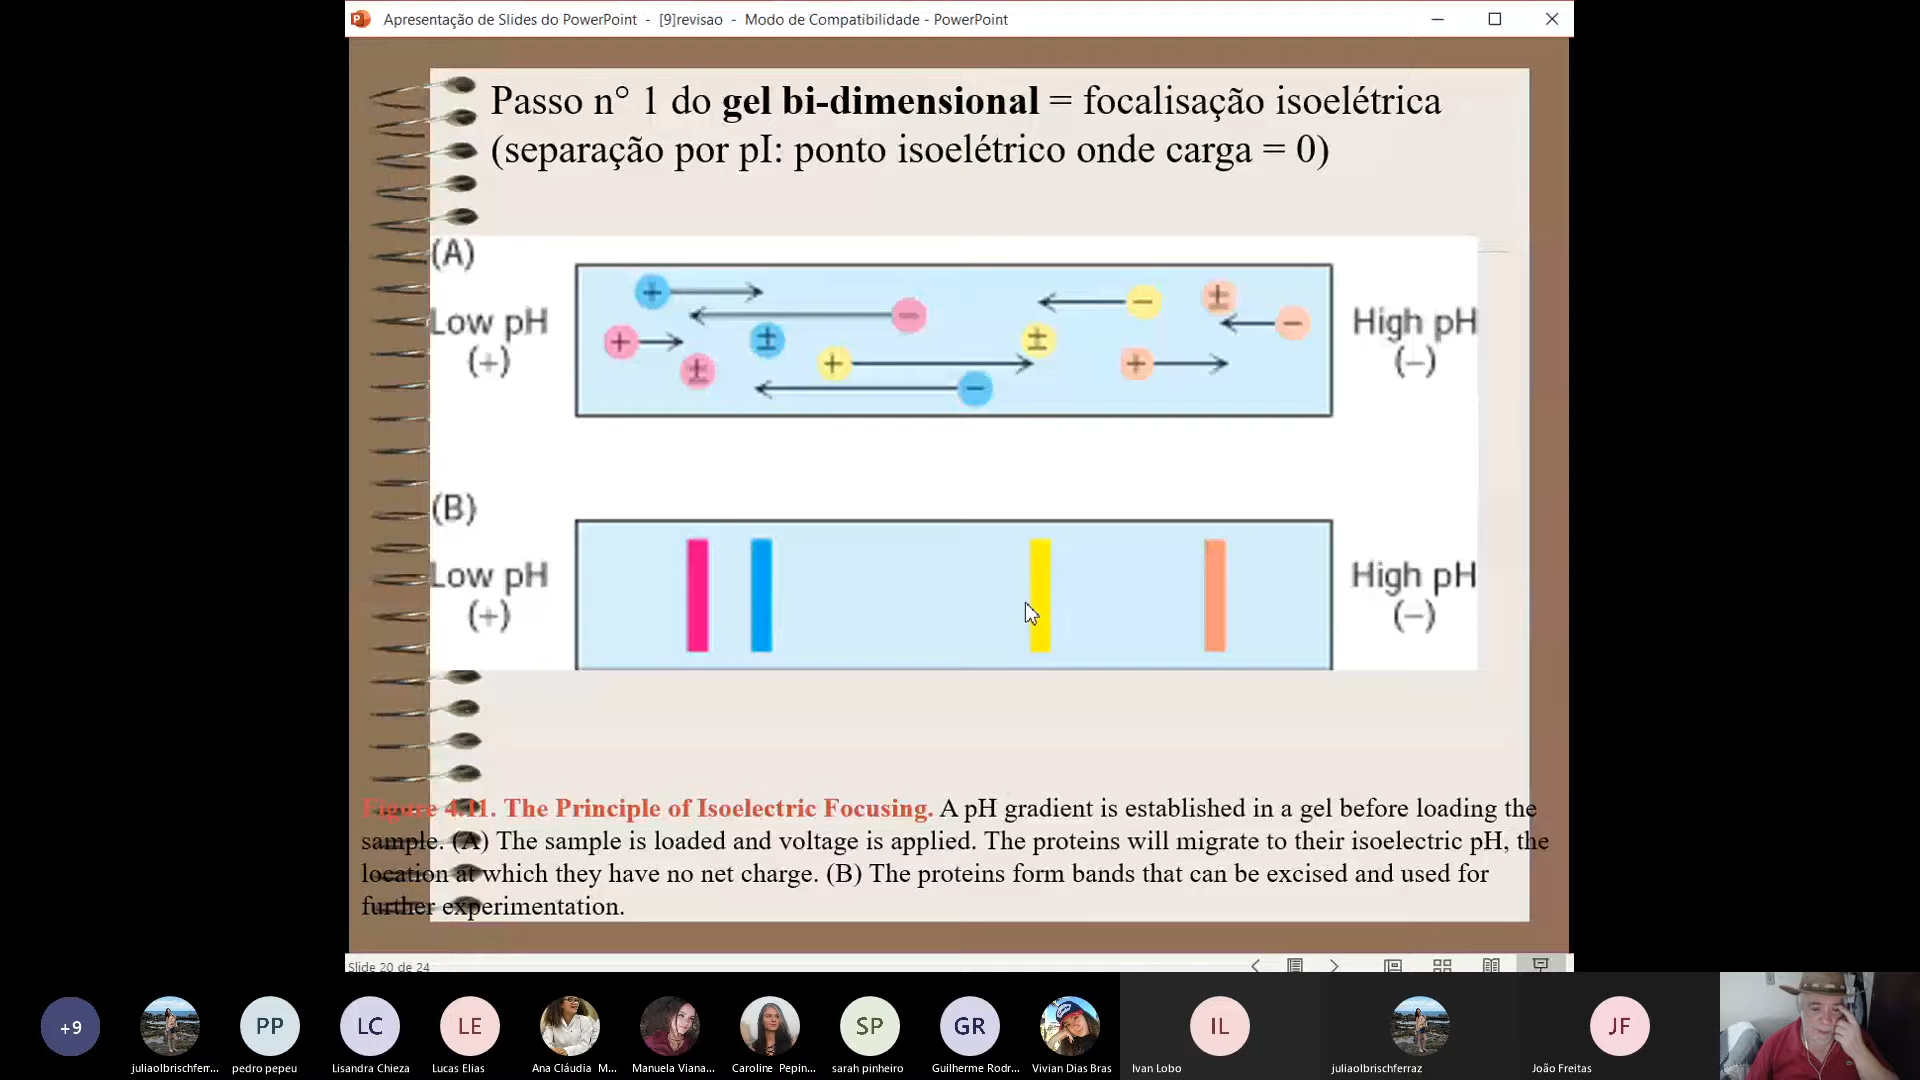 Apresentação de Slides do PowerPoint - [9]revisao - Modo de Compatibilidade - PowerPoint
Passo n° 1 do gel bi-dimensional = focalisação isoelétrica
(separação por pI: ponto isoelétrico onde carga = 0)
(A)
Low pH
(+)
+
−
+
±
±
+
−
−
±
±
−
+
High pH
(−)
(B)
Low pH
(+)
High pH
(−)
Figure 4.11. The Principle of Isoelectric Focusing. A pH gradient is established in a gel before loading the
sample. (A) The sample is loaded and voltage is applied. The proteins will migrate to their isoelectric pH, the
location at which they have no net charge. (B) The proteins form bands that can be excised and used for
further experimentation.
Slide 20 de 24
+9
PP
LC
LE
SP
GR
IL
JF
juliaolbrischferr...
pedro pepeu
Lisandra Chieza
Lucas Elias
Ana Cláudia M...
Manuela Viana...
Caroline Pepin...
sarah pinheiro
Guilherme Rodr...
Vivian Dias Bras
Ivan Lobo
juliaolbrischferraz
João Freitas